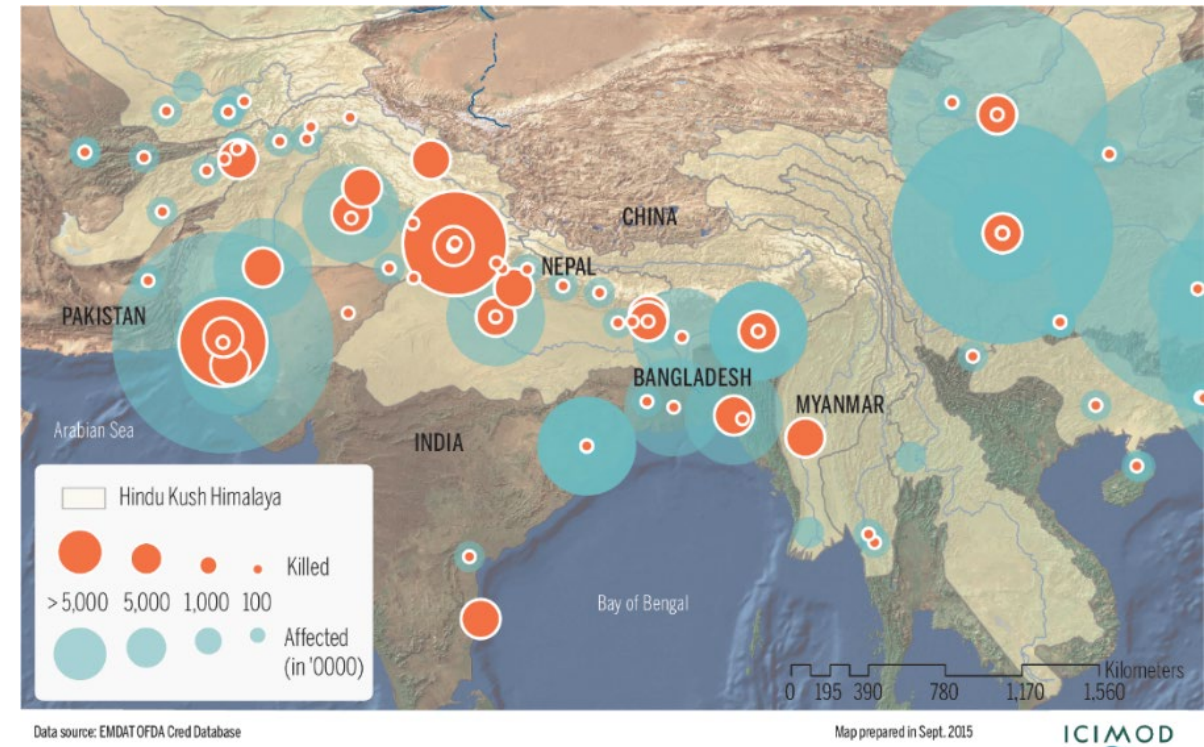 CHINA
NEPAL
PAKISTAN
BANGLADESH
MYANMAR
Arabian Sea
INDIA
Hindu Kush Himalaya
Killed
> 5,000 5,000 1,000 100
Affected
(in '0000)
Bay of Bengal
Kilometers
0 195 390 780 1,170 1,560
Data source: EMDAT OFDA Cred Database
Map prepared in Sept. 2015
ICIMOD